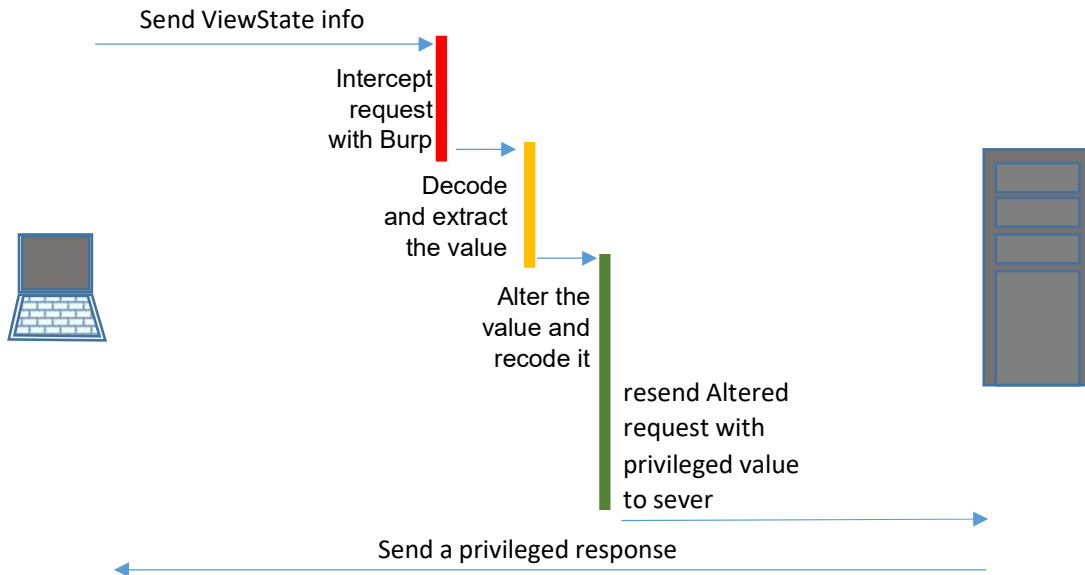 Send ViewState info
Intercept
request
with Burp
Decode
and extract
the value
Alter the
value and
recode it
resend Altered
request with
privileged value
to sever
Send a privileged response